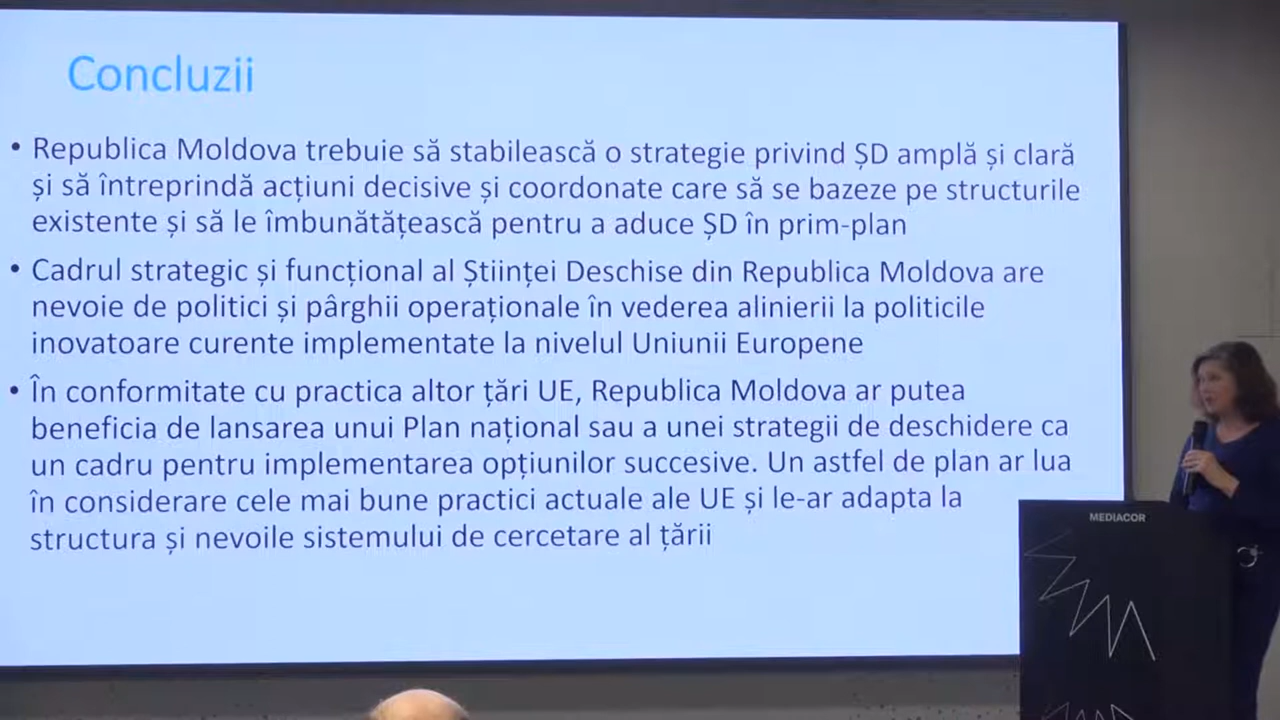 Concluzii
• Republica Moldova trebuie să stabilească o strategie privind ȘD amplă și clară
și să întreprindă acțiuni decisive și coordonate care să se bazeze pe structurile
existente și să le îmbunătățească pentru a aduce ȘD în prim-plan
• Cadrul strategic și funcțional al Științei Deschise din Republica Moldova are
nevoie de politici și pârghii operaționale în vederea alinierii la politicile
inovatoare curente implementate la nivelul Uniunii Europene
• În conformitate cu practica altor țări UE, Republica Moldova ar putea
beneficia de lansarea unui Plan național sau a unei strategii de deschidere ca
un cadru pentru implementarea opțiunilor succesive. Un astfel de plan ar lua
în considerare cele mai bune practici actuale ale UE și le-ar adapta la
structura și nevoile sistemului de cercetare al țării
MEDIACOR